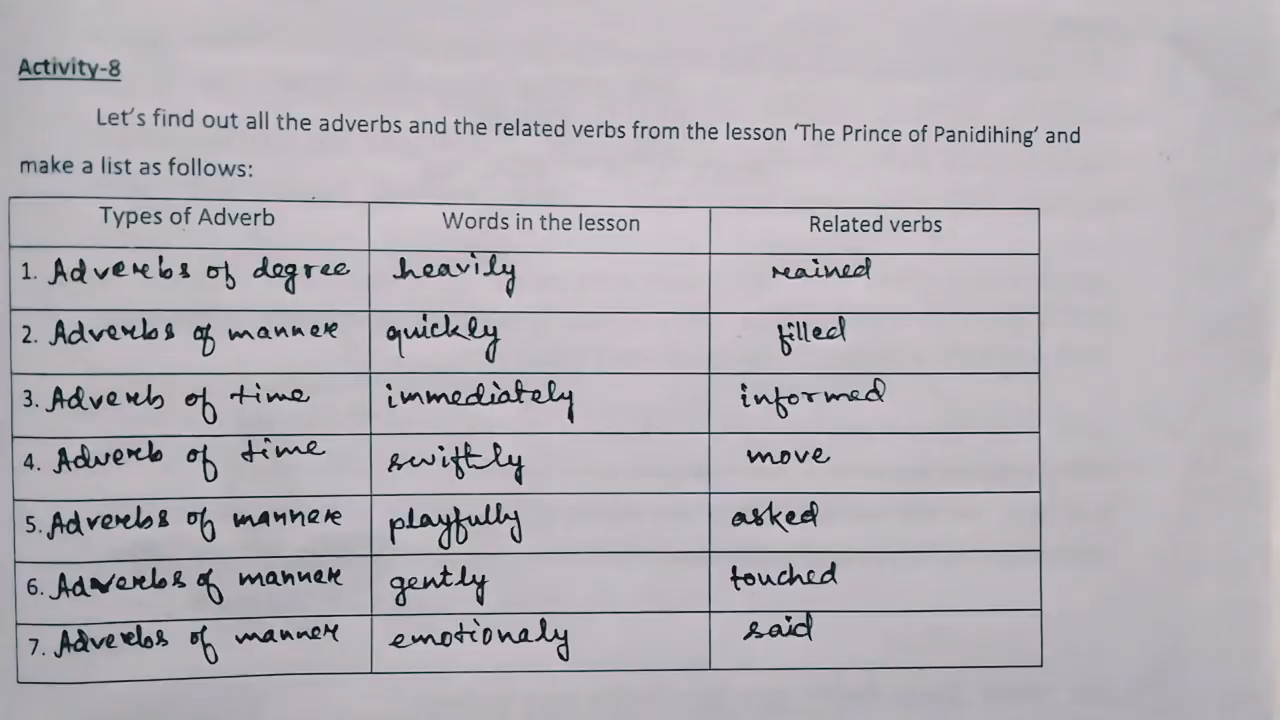 Activity-8
Let's find out all the adverbs and the related verbs from the lesson 'The Prince of Panidihing' and
make a list as follows:
Types of Adverb Words in the lesson Related verbs
1. Adverbs of degree heavily rained
2. Adverbs of manner quickly filled
3. Adverb of time immediately informed
4. Adverb of time swiftly move
5. Adverbs of manner playfully asked
6. Adverbs of manner gently touched
7. Adverbs of manner emotionaly said